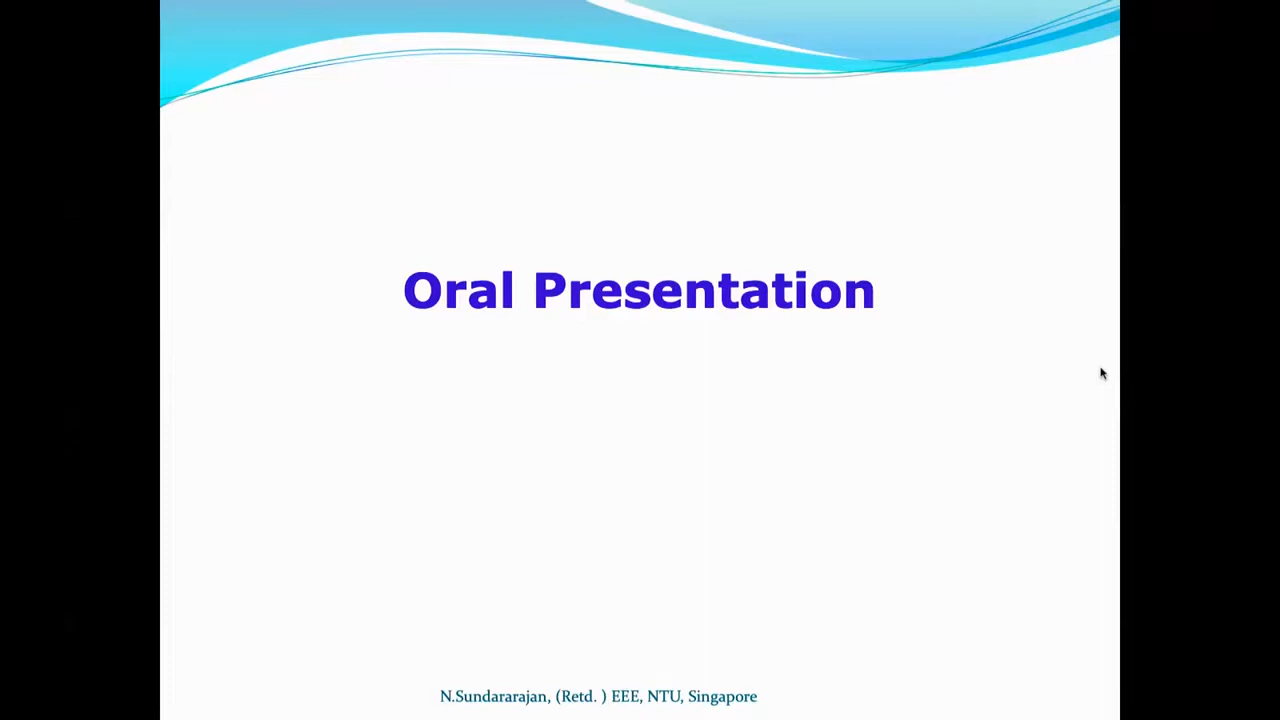 Oral Presentation
N.Sundararajan, (Retd. ) EEE, NTU, Singapore